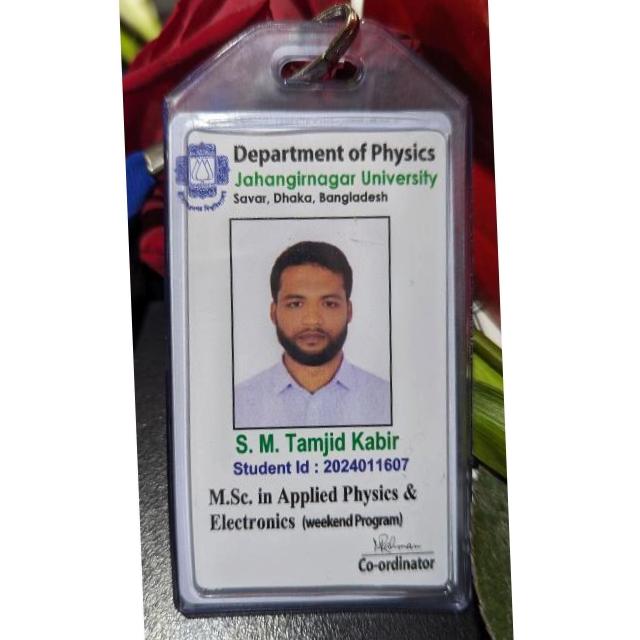 Department of Physics
Jahangirnagar University
Savar, Dhaka, Bangladesh
S. M. Tamjid Kabir
Student Id : 2024011607
M.Sc. in Applied Physics &
Electronics (weekend Program)
Co-ordinator